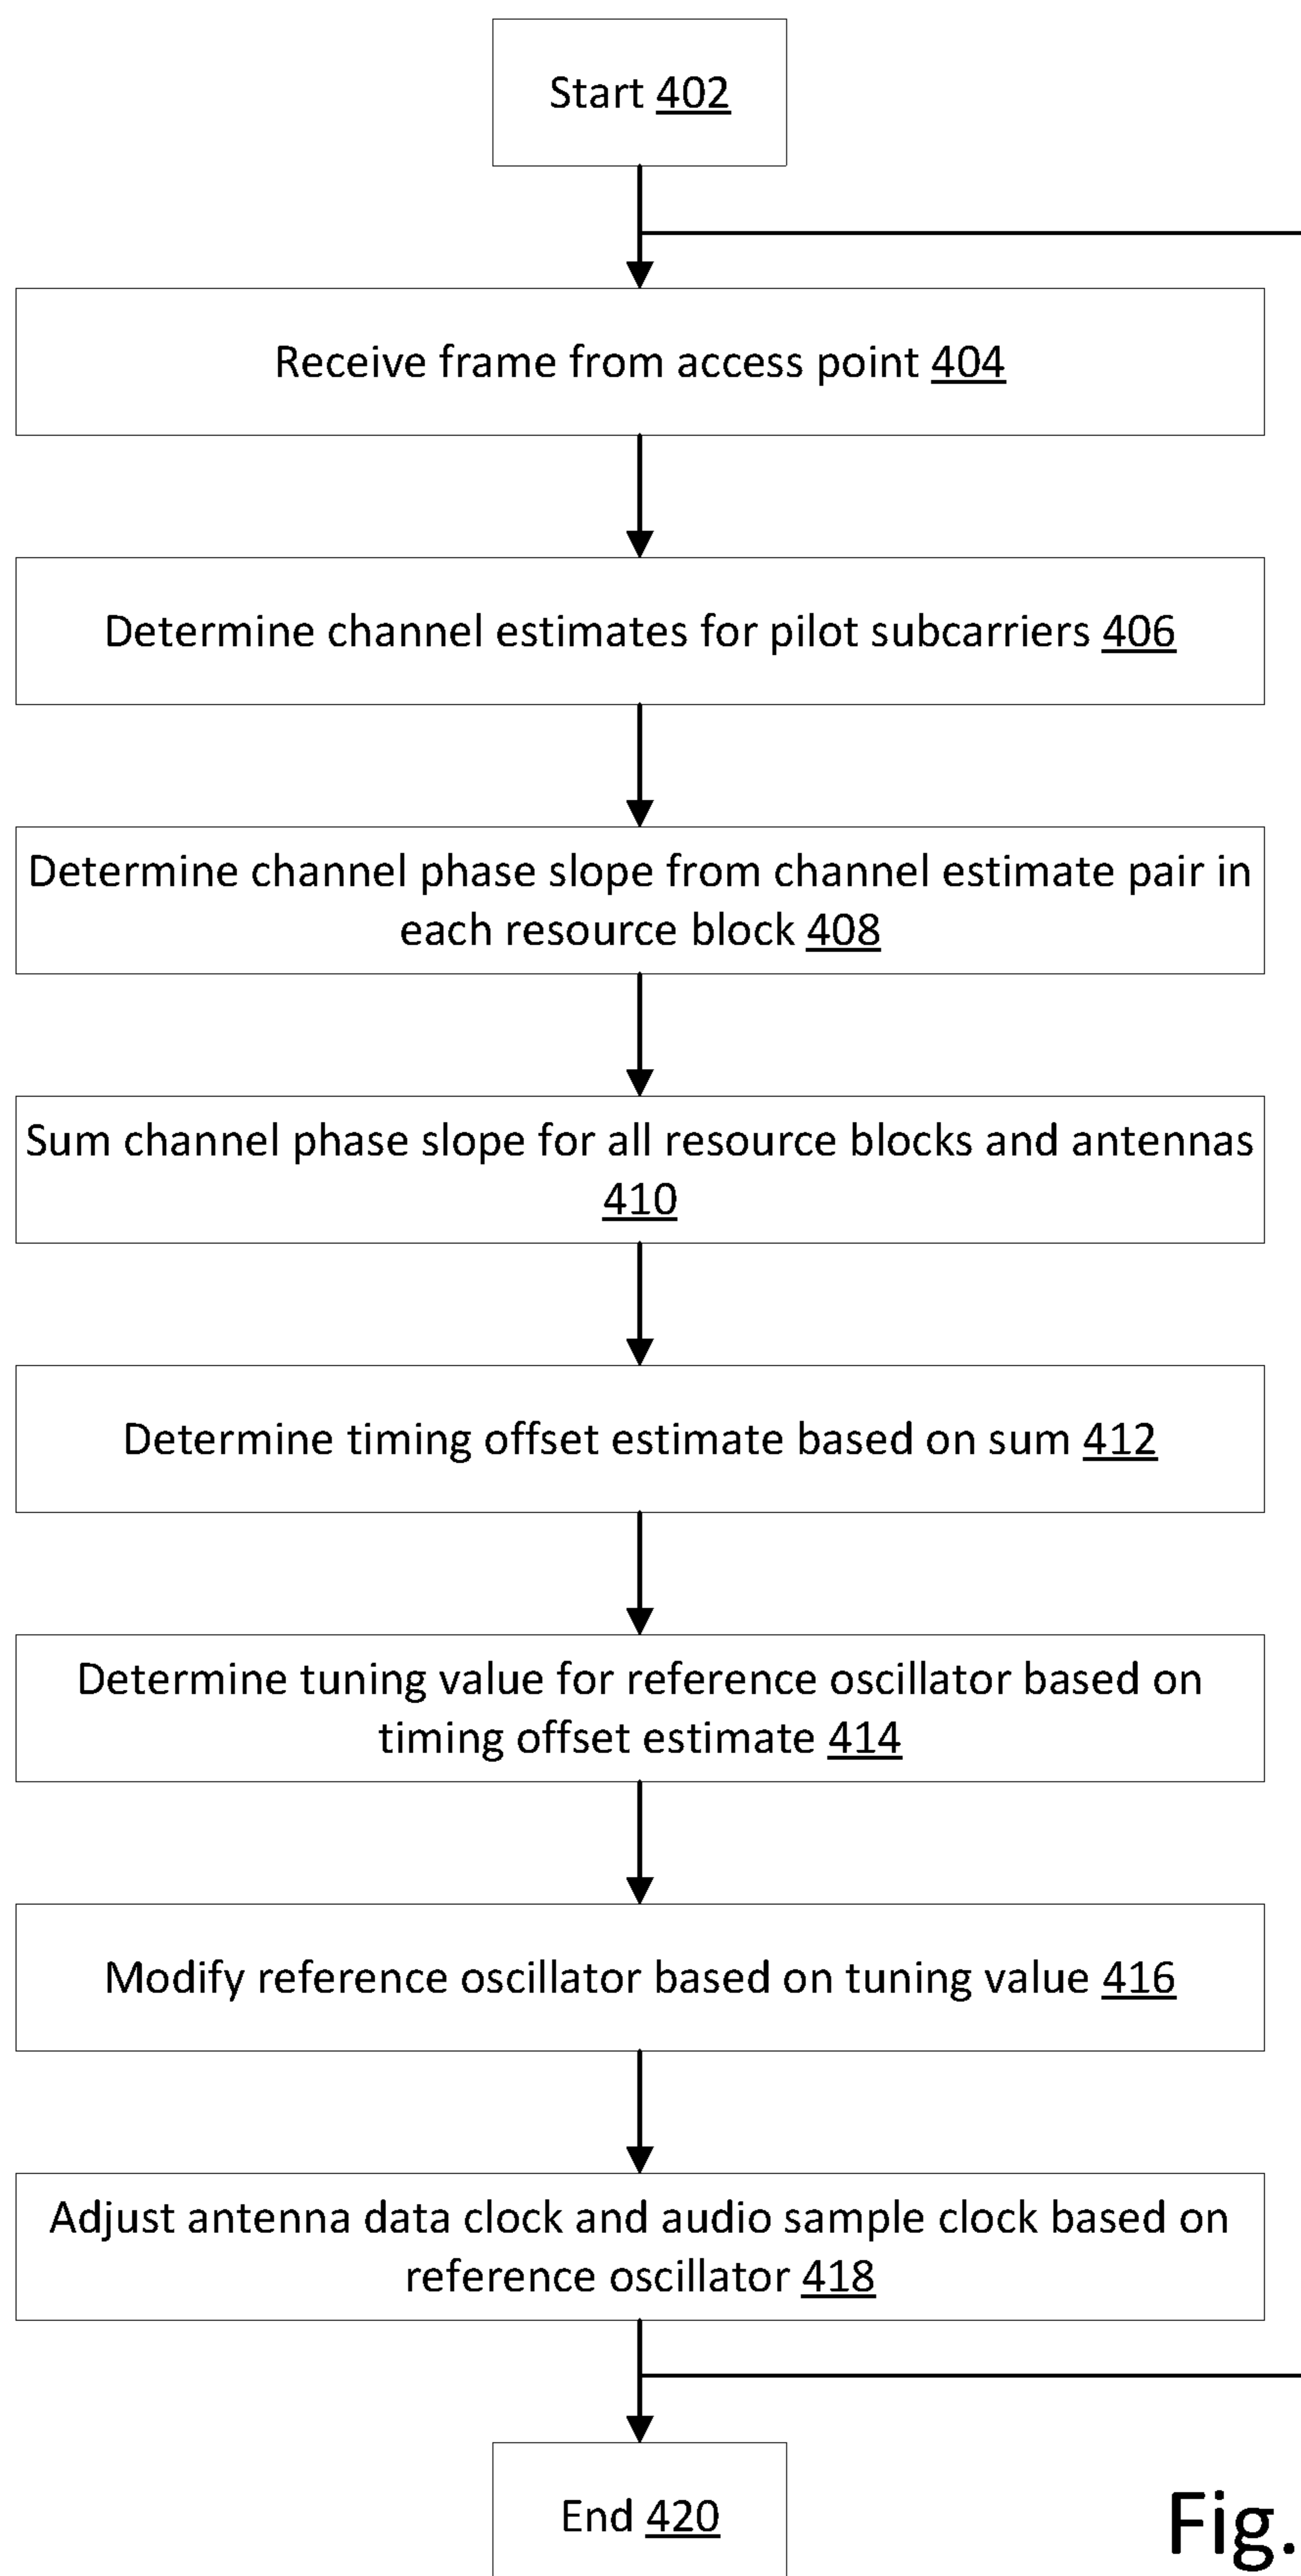 Start 402
Receive frame from access point 404
Determine channel estimates for pilot subcarriers 406
Determine channel phase slope from channel estimate pair in
each resource block 408
Sum channel phase slope for all resource blocks and antennas
410
Determine timing offset estimate based on sum 412
Determine tuning value for reference oscillator based on
timing offset estimate 414
Modify reference oscillator based on tuning value 416
Adjust antenna data clock and audio sample clock based on
reference oscillator 418
End 420
Fig.